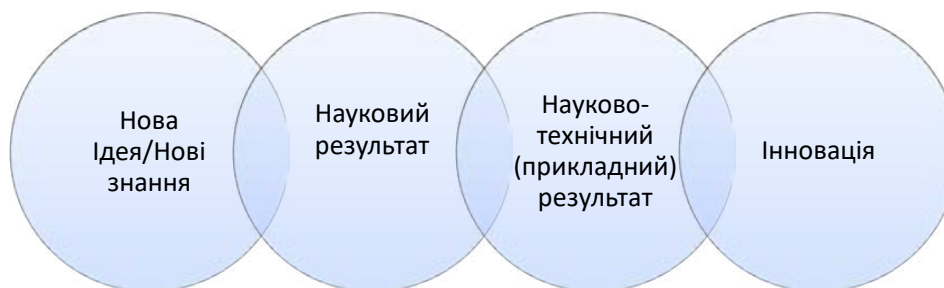 Нова
Ідея/Нові
знання
Науковий
результат
Науково-
технічний
(прикладний)
результат
Інновація